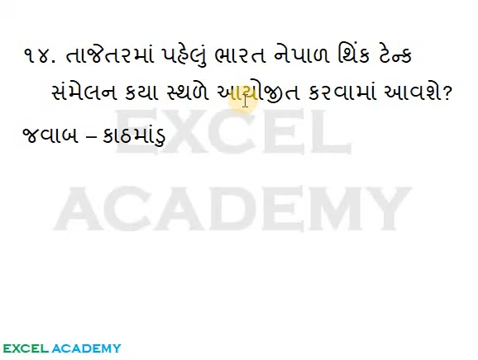 ૧૪. તાજેતરમાં પહેલું ભારત નેપાળ થિંક ટેન્ક
સંમેલન કયા સ્થળે આયોજીત કરવામાં આવશે?
જવાબ – કાઠમાંડુ
EXCEL
ACADEMY
EXCEL ACADEMY